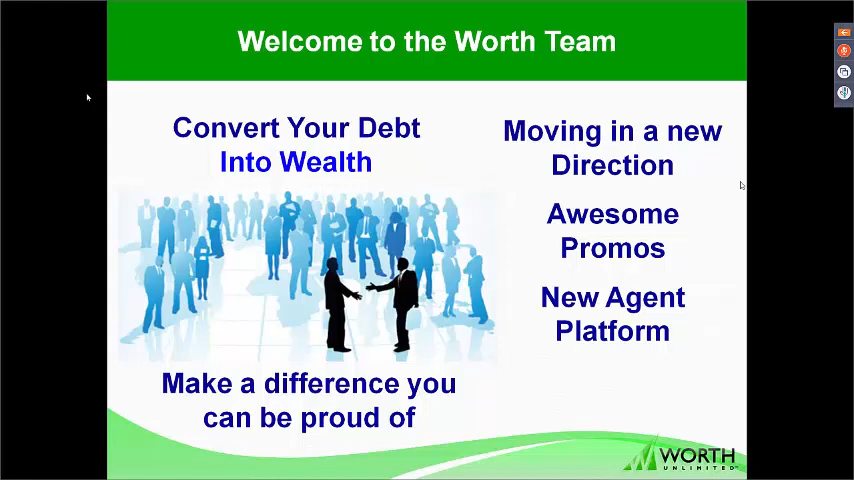 Welcome to the Worth Team
Convert Your Debt
Into Wealth
Moving in a new
Direction
Awesome
Promos
New Agent
Platform
Make a difference you
can be proud of
WORTH
UNLIMITED™